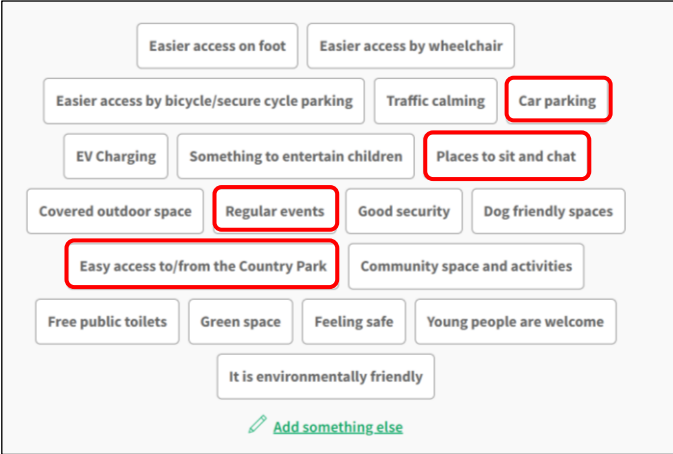 Easier access on foot Easier access by wheelchair
Easier access by bicycle/secure cycle parking Traffic calming Car parking
EV Charging Something to entertain children Places to sit and chat
Covered outdoor space Regular events Good security Dog friendly spaces
Easy access to/from the Country Park Community space and activities
Free public toilets Green space Feeling safe Young people are welcome
It is environmentally friendly
Add something else